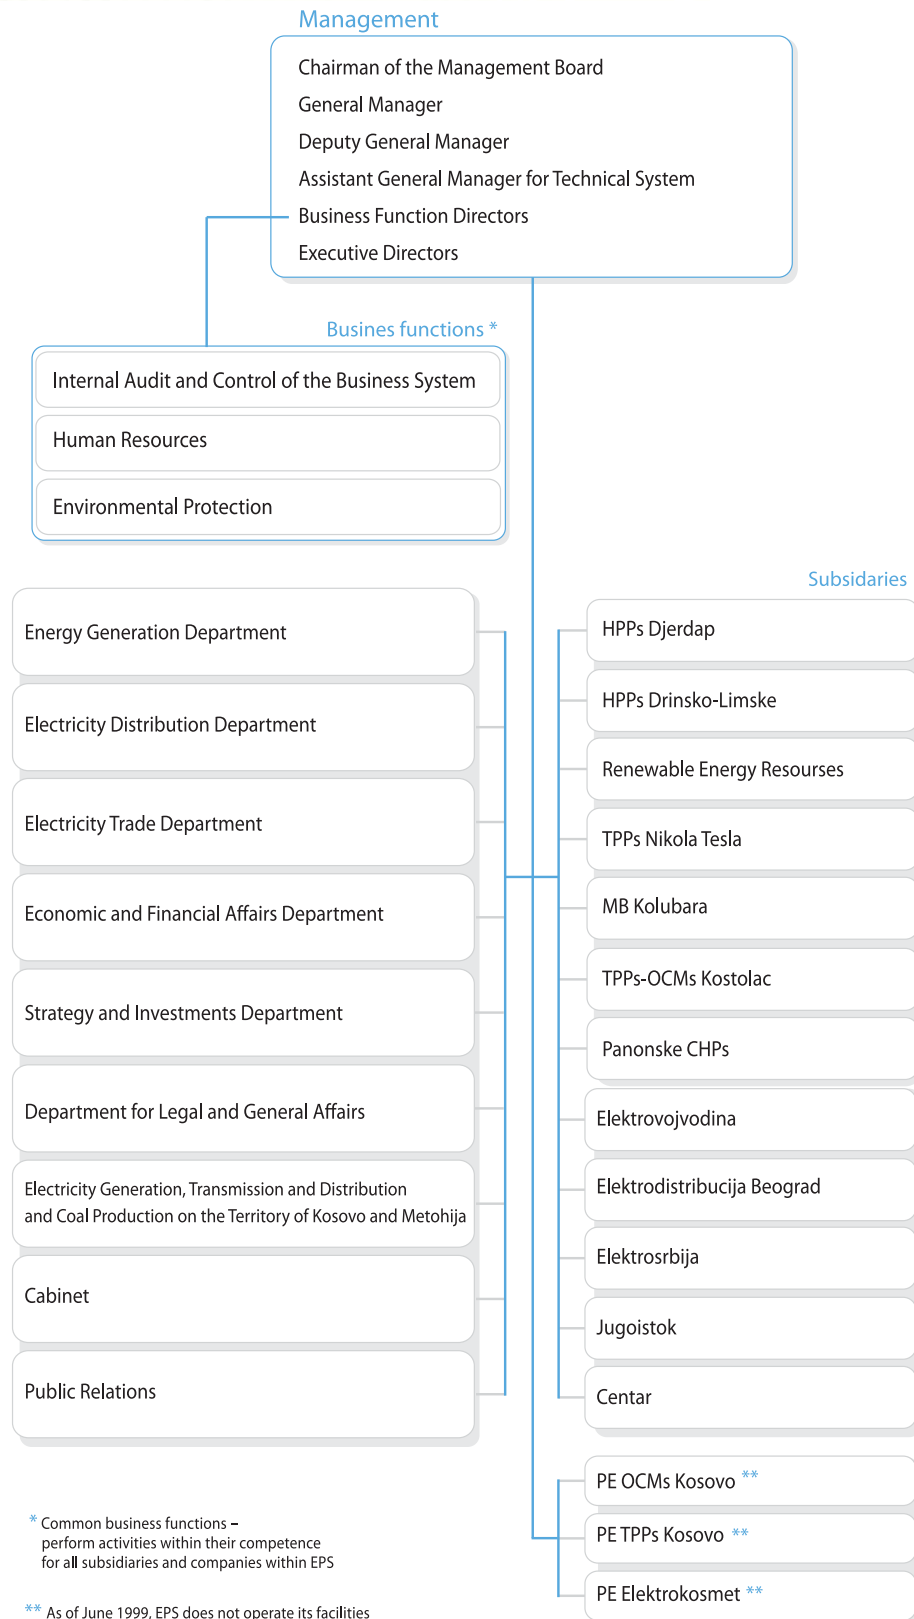 Management
Chairman of the Management Board
General Manager
Deputy General Manager
Assistant General Manager for Technical System
Business Function Directors
Executive Directors
Busines functions *
Internal Audit and Control of the Business System
Human Resources
Environmental Protection
Energy Generation Department
Electricity Distribution Department
Electricity Trade Department
Economic and Financial Affairs Department
Strategy and Investments Department
Department for Legal and General Affairs
Electricity Generation, Transmission and Distribution
and Coal Production on the Territory of Kosovo and Metohija
Cabinet
Public Relations
Subsidaries
HPPs Djerdap
HPPs Drinsko-Limske
Renewable Energy Resourses
TPPs Nikola Tesla
MB Kolubara
TPPs-OCMs Kostolac
Panonske CHPs
Elektrovojvodina
Elektrodistribucija Beograd
Elektrosrbija
Jugoistok
Centar
PE OCMs Kosovo **
PE TPPs Kosovo **
PE Elektrokosmet **
* Common business functions –
perform activities within their competence
for all subsidiaries and companies within EPS
** As of June 1999, EPS does not operate its facilities